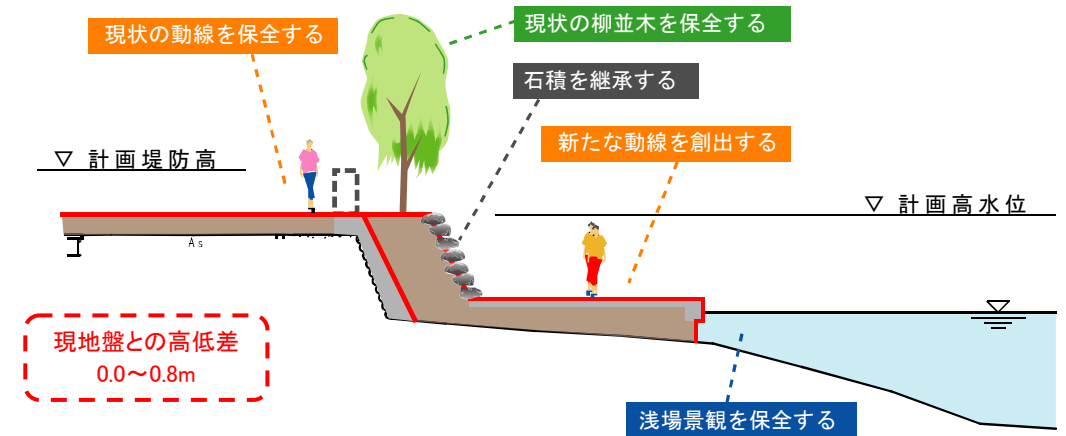 現状の動線を保全する
現状の柳並木を保全する
石積を継承する
新たな動線を創出する
▽ 計画堤防高
▽ 計画高水位
As
現地盤との高低差
0.0～0.8m
浅場景観を保全する